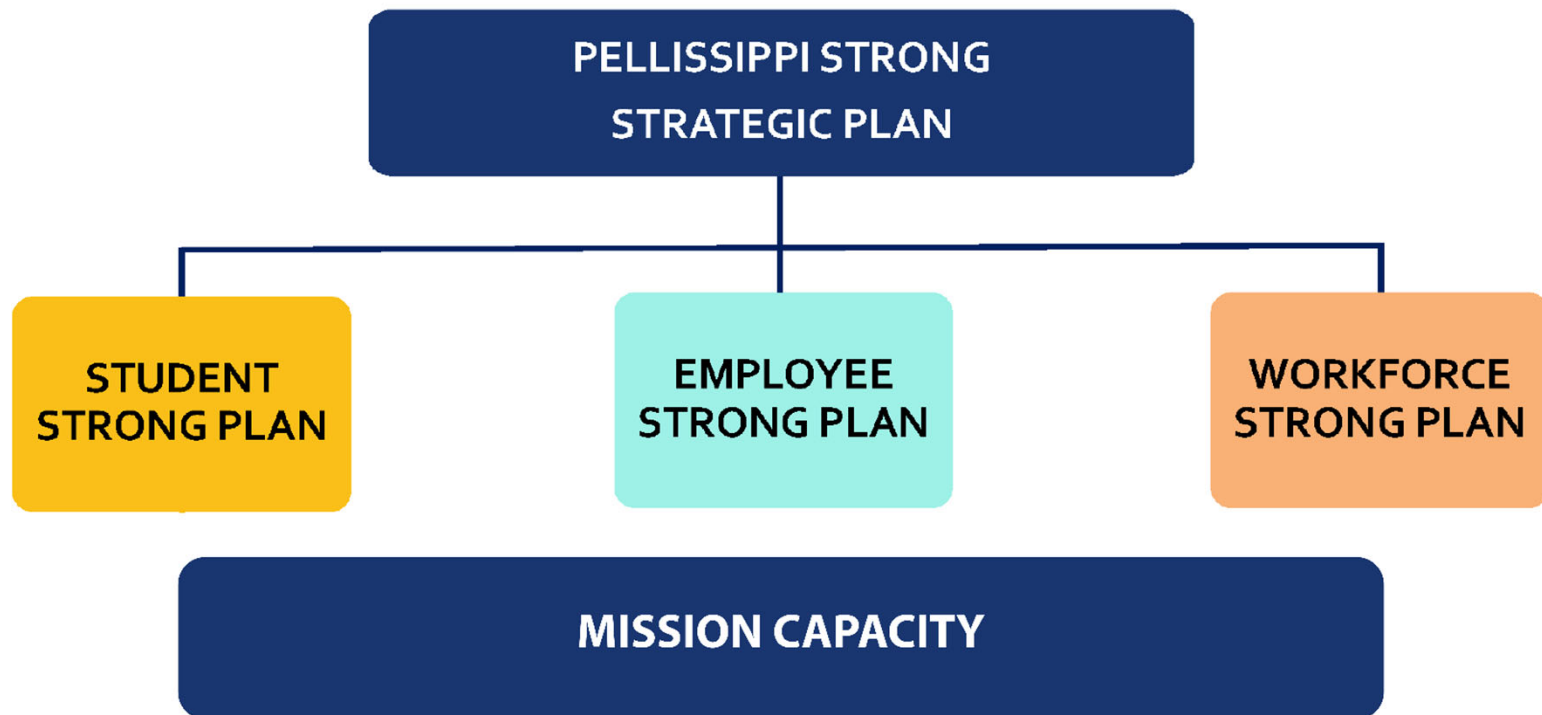 PELLISSIPPI STRONG
STRATEGIC PLAN
STUDENT
STRONG PLAN
EMPLOYEE
STRONG PLAN
WORKFORCE
STRONG PLAN
MISSION CAPACITY